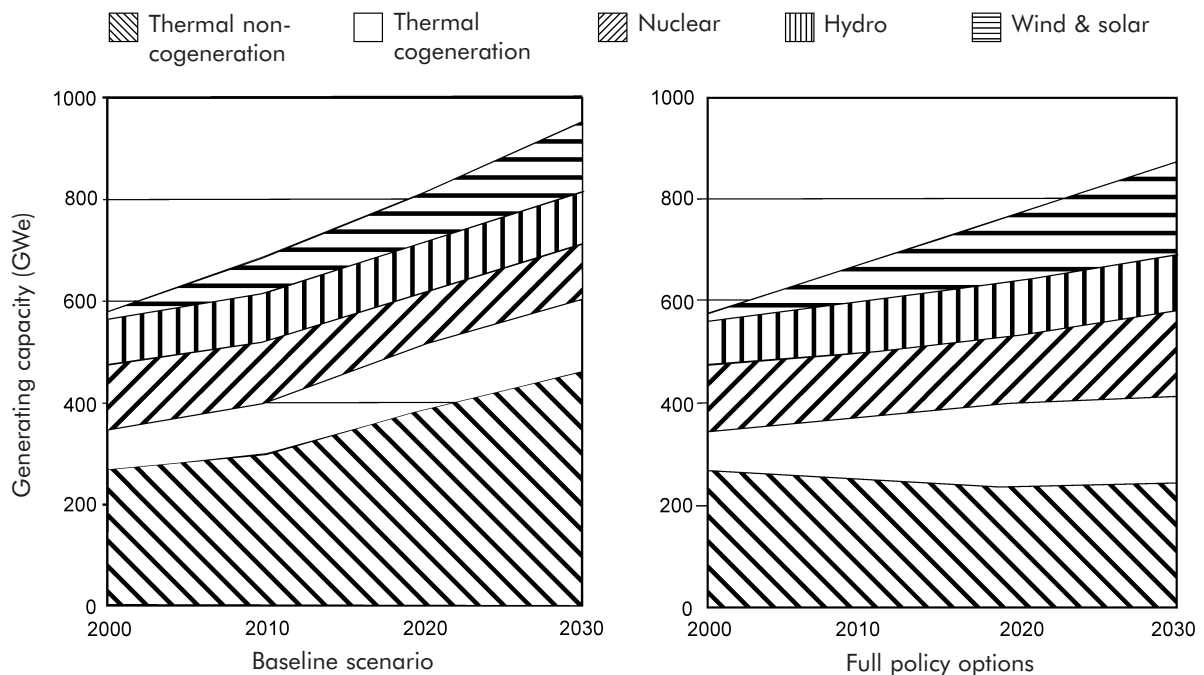 Thermal non-
cogeneration
Thermal
cogeneration
Nuclear
Hydro
Wind & solar
Generating capacity (GWe)
1000
800
600
400
200
0
2000
2010
2020
2030
Baseline scenario
1000
800
600
400
200
0
2000
2010
2020
2030
Full policy options